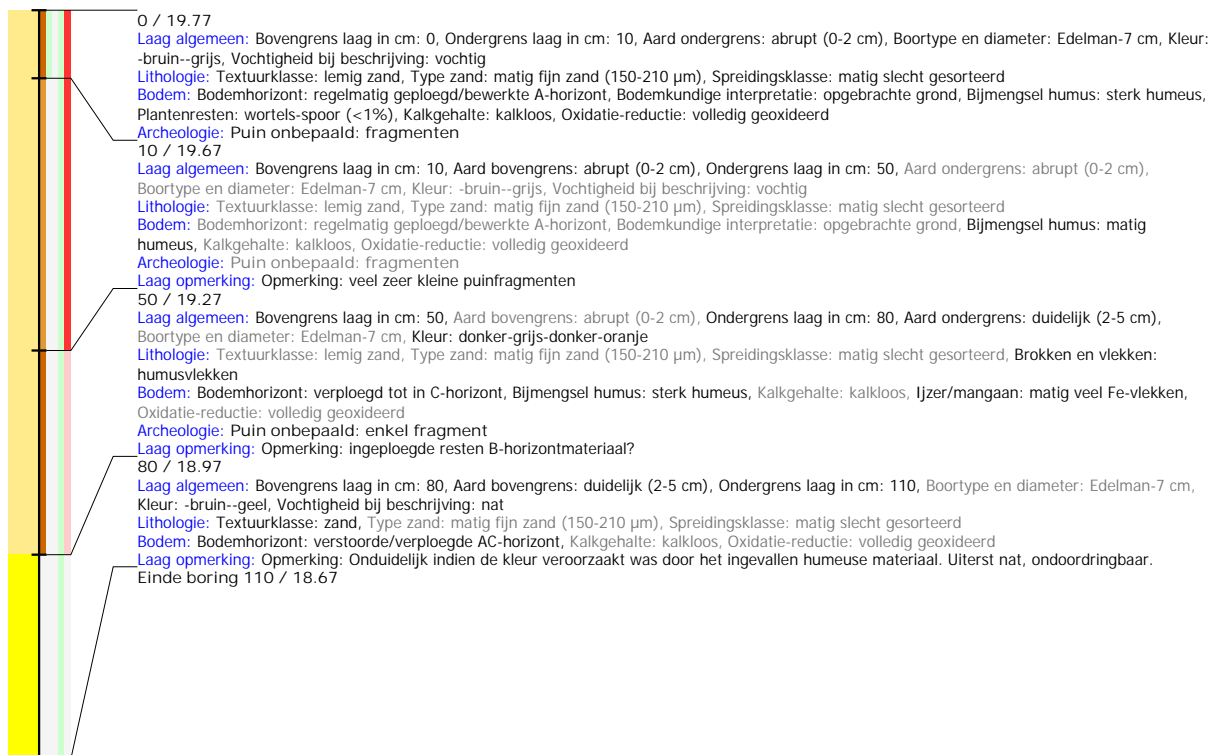 0 / 19.77
Laag algemeen: Bovengrens laag in cm: 0, Ondergrens laag in cm: 10, Aard ondergrens: abrupt (0-2 cm), Boortype en diameter: Edelman-7 cm, Kleur:
-bruin--grijs, Vochtigheid bij beschrijving: vochtig
Lithologie: Textuurklasse: lemig zand, Type zand: matig fijn zand (150-210 µm), Spreidingsklasse: matig slecht gesorteerd
Bodem: Bodemhorizont: regelmatig geploegd/bewerkte A-horizont, Bodemkundige interpretatie: opgebrachte grond, Bijmengsel humus: sterk humeus,
Plantenresten: wortels-spoor (<1%), Kalkgehalte: kalkloos, Oxidatie-reductie: volledig geoxideerd
Archeologie: Puin onbepaald: fragmenten
10 / 19.67
Laag algemeen: Bovengrens laag in cm: 10, Aard bovengrens: abrupt (0-2 cm), Ondergrens laag in cm: 50, Aard ondergrens: abrupt (0-2 cm),
Boortype en diameter: Edelman-7 cm, Kleur: -bruin--grijs, Vochtigheid bij beschrijving: vochtig
Lithologie: Textuurklasse: lemig zand, Type zand: matig fijn zand (150-210 µm), Spreidingsklasse: matig slecht gesorteerd
Bodem: Bodemhorizont: regelmatig geploegd/bewerkte A-horizont, Bodemkundige interpretatie: opgebrachte grond, Bijmengsel humus: matig
humeus, Kalkgehalte: kalkloos, Oxidatie-reductie: volledig geoxideerd
Archeologie: Puin onbepaald: fragmenten
Laag opmerking: Opmerking: veel zeer kleine puinfragmenten
50 / 19.27
Laag algemeen: Bovengrens laag in cm: 50, Aard bovengrens: abrupt (0-2 cm), Ondergrens laag in cm: 80, Aard ondergrens: duidelijk (2-5 cm),
Boortype en diameter: Edelman-7 cm, Kleur: donker-grijs-donker-oranje
Lithologie: Textuurklasse: lemig zand, Type zand: matig fijn zand (150-210 µm), Spreidingsklasse: matig slecht gesorteerd, Brokken en vlekken:
humusvlekken
Bodem: Bodemhorizont: verploegd tot in C-horizont, Bijmengsel humus: sterk humeus, Kalkgehalte: kalkloos, Ijzer/mangaan: matig veel Fe-vlekken,
Oxidatie-reductie: volledig geoxideerd
Archeologie: Puin onbepaald: enkel fragment
Laag opmerking: Opmerking: ingeploegde resten B-horizontmateriaal?
80 / 18.97
Laag algemeen: Bovengrens laag in cm: 80, Aard bovengrens: duidelijk (2-5 cm), Ondergrens laag in cm: 110, Boortype en diameter: Edelman-7 cm,
Kleur: -bruin--geel, Vochtigheid bij beschrijving: nat
Lithologie: Textuurklasse: zand, Type zand: matig fijn zand (150-210 µm), Spreidingsklasse: matig slecht gesorteerd
Bodem: Bodemhorizont: verstoorde/verploegde AC-horizont, Kalkgehalte: kalkloos, Oxidatie-reductie: volledig geoxideerd
Laag opmerking: Opmerking: Onduidelijk indien de kleur veroorzaakt was door het ingevallen humeuse materiaal. Uiterst nat, ondoordringbaar.
Einde boring 110 / 18.67